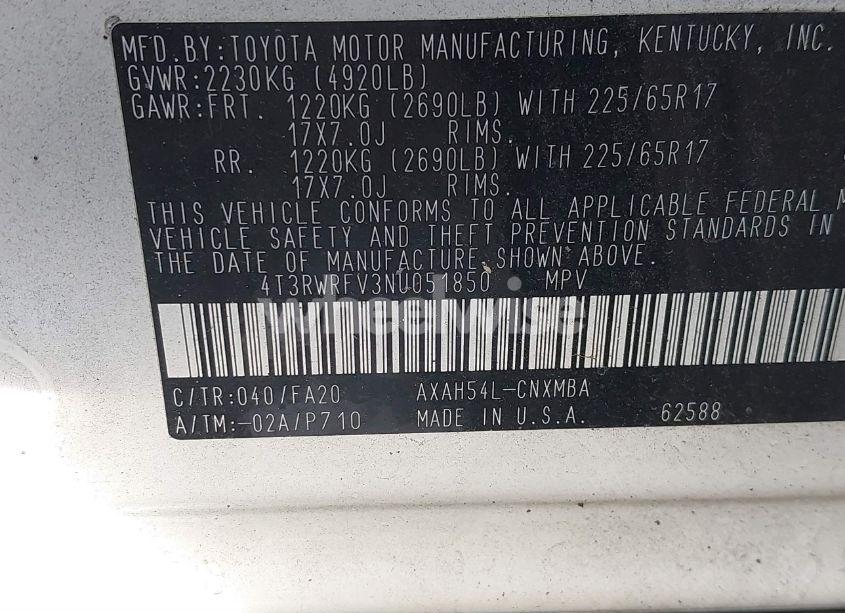 MFD.BY:TOYOTA MOTOR MANUFACTURING, KENTUCKY, INC.
GVWR:2230KG (4920LB)
GAWR:FRT. 1220KG (2690LB) WITH 225/65R17
17X7.0J RIMS.
RR. 1220KG (2690LB) WITH 225/65R17
17X7.0J RIMS.
THIS VEHICLE CONFORMS TO ALL APPLICABLE FEDERAL M
VEHICLE SAFETY AND THEFT PREVENTION STANDARDS IN
THE DATE OF MANUFACTURE SHOWN ABOVE.
4T3RWRFV3NU051850 MPV
wheelwise
C/TR:040/FA20 AXAH54L-CNXMBA
A/TM:-02A/P710 MADE IN U.S.A. 62588